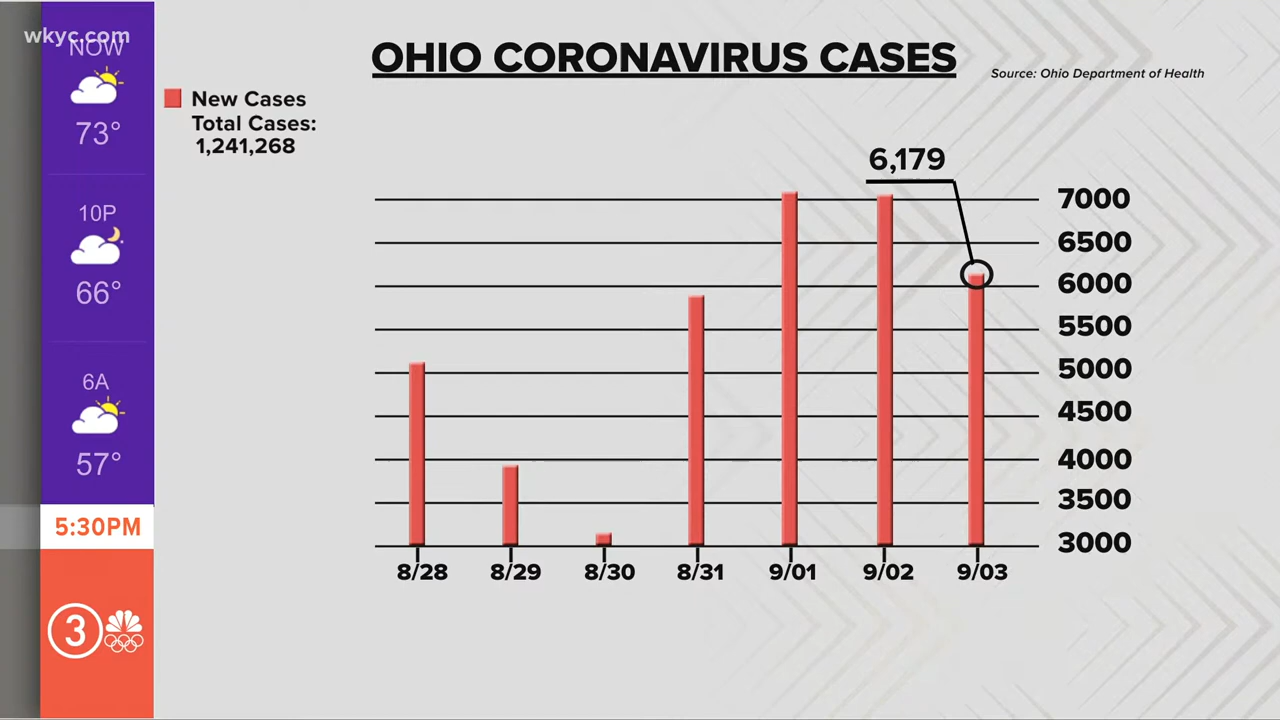 wkyc.com
NOW
73°
10P
66°
6A
57°
5:30PM
3
OHIO CORONAVIRUS CASES
Source: Ohio Department of Health
New Cases
Total Cases:
1,241,268
6,179
7000
6500
6000
5500
5000
4500
4000
3500
3000
8/28 8/29 8/30 8/31 9/01 9/02 9/03